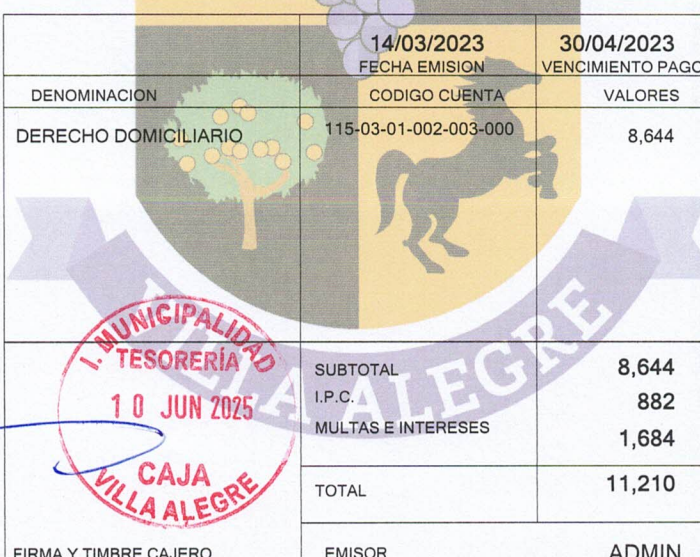 14/03/2023 30/04/2023
FECHA EMISION VENCIMIENTO PAGO
DENOMINACION CODIGO CUENTA VALORES
DERECHO DOMICILIARIO 115-03-01-002-003-000 8,644
VILLA ALEGRE
I. MUNICIPALIDAD
TESORERÍA
10 JUN 2025
CAJA
VILLA ALEGRE
SUBTOTAL 8,644
I.P.C. 882
MULTAS E INTERESES 1,684
TOTAL 11,210
FIRMA Y TIMBRE CAJERO EMISOR ADMIN